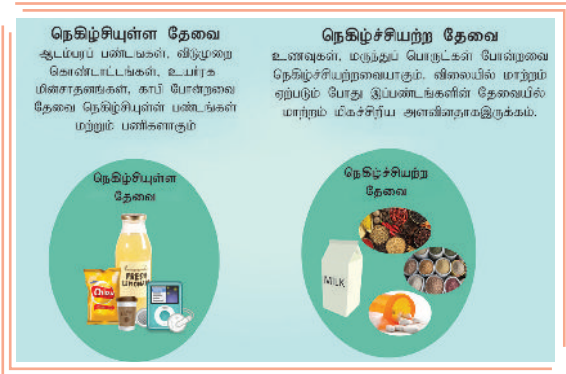 நெகிழ்சியுள்ள தேவை
ஆடம்பரப் பண்டங்கள், விடுமுறை
கொண்டாட்டங்கள், உயர்ரக
மின்சாதனங்கள், காபி போன்றவை
தேவை நெகிழ்சியுள்ள பண்டங்கள்
மற்றும் பணிகளாகும்
நெகிழ்ச்சியற்ற தேவை
உணவுகள், மருந்துப் பொருட்கள் போன்றவை
நெகிழ்ச்சியற்றவையாகும். விலையில் மாற்றம்
ஏற்படும் போது இப்பண்டங்களின் தேவையில்
மாற்றம் மிகச்சிறிய அளவினதாகஇருக்கம்.
நெகிழ்சியுள்ள
தேவை
FRESH
LEMONADE
நெகிழ்ச்சியற்ற
தேவை
MILK